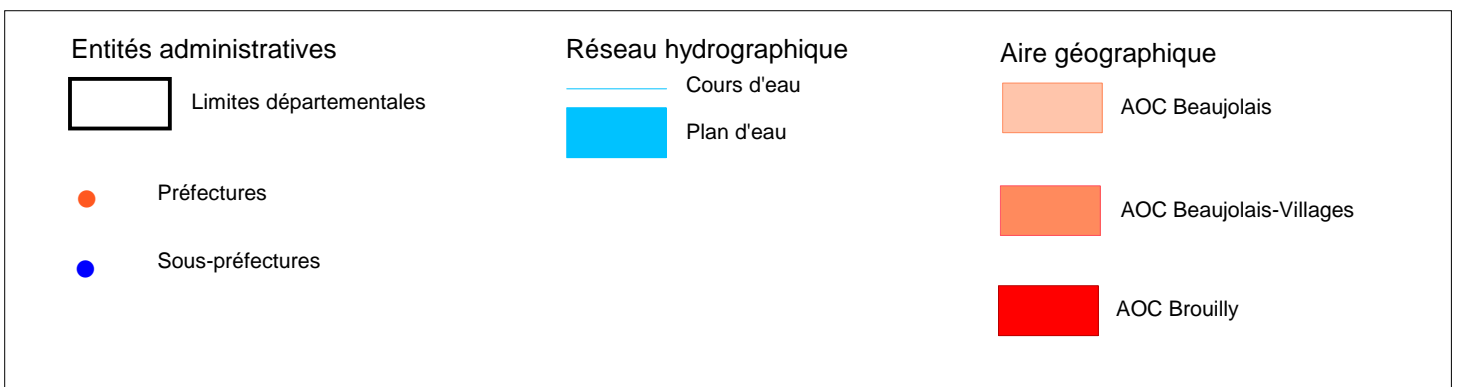 Entités administratives
Limites départementales
Préfectures
Sous-préfectures
Réseau hydrographique
Cours d'eau
Plan d'eau
Aire géographique
AOC Beaujolais
AOC Beaujolais-Villages
AOC Brouilly